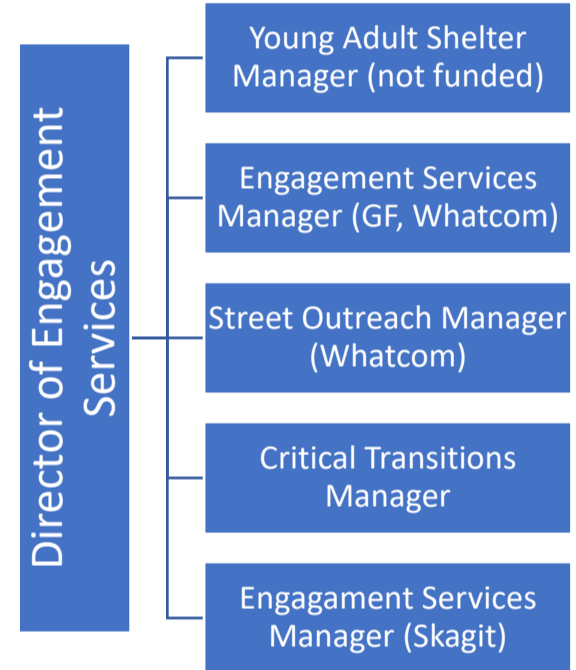 Director of Engagement
Services
Young Adult Shelter
Manager (not funded)
Engagement Services
Manager (GF, Whatcom)
Street Outreach Manager
(Whatcom)
Critical Transitions
Manager
Engagament Services
Manager (Skagit)